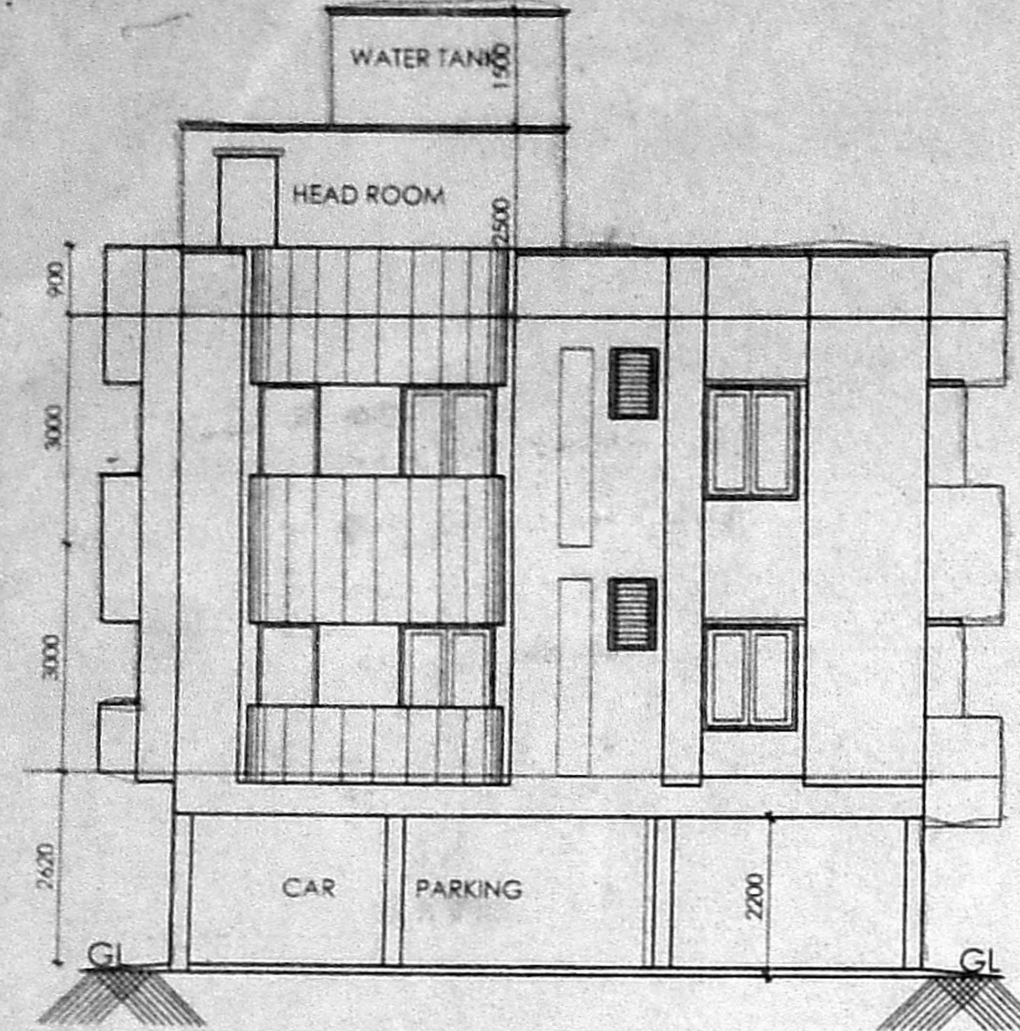 WATER TANK
1500
HEAD ROOM
2500
900
3000
3000
2620
CAR PARKING
2200
GL
GL